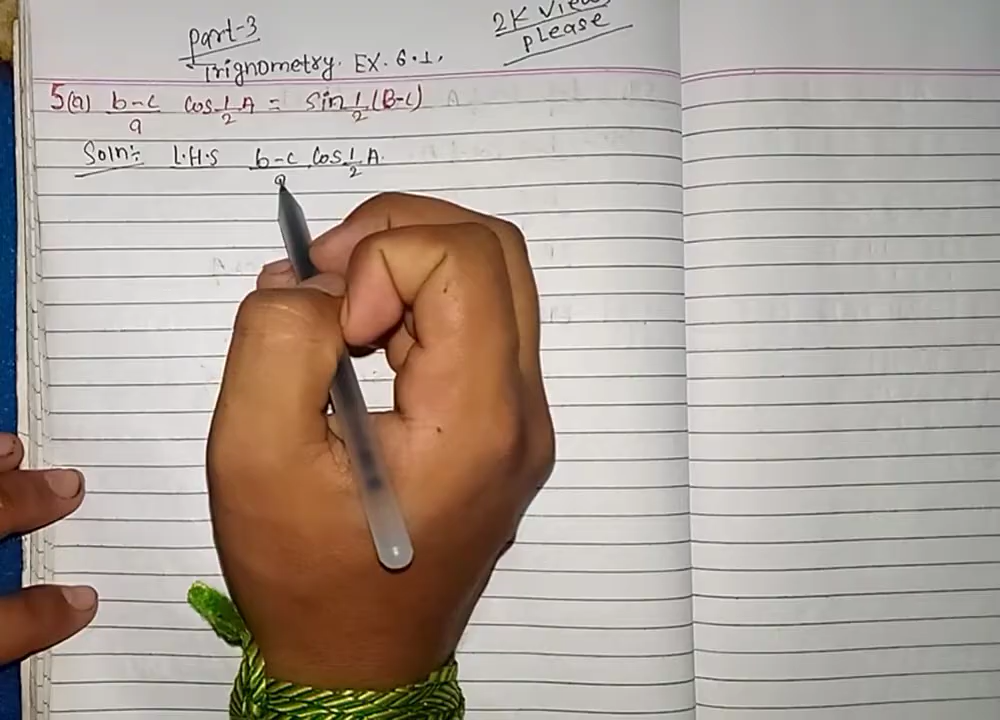 Part-3
2K Views please
Trignometry. EX. 6.1.
5(a) b-c/a cos 1/2 A = sin 1/2 (B-C)
Soln:- L.H.S b-c/a cos 1/2 A.